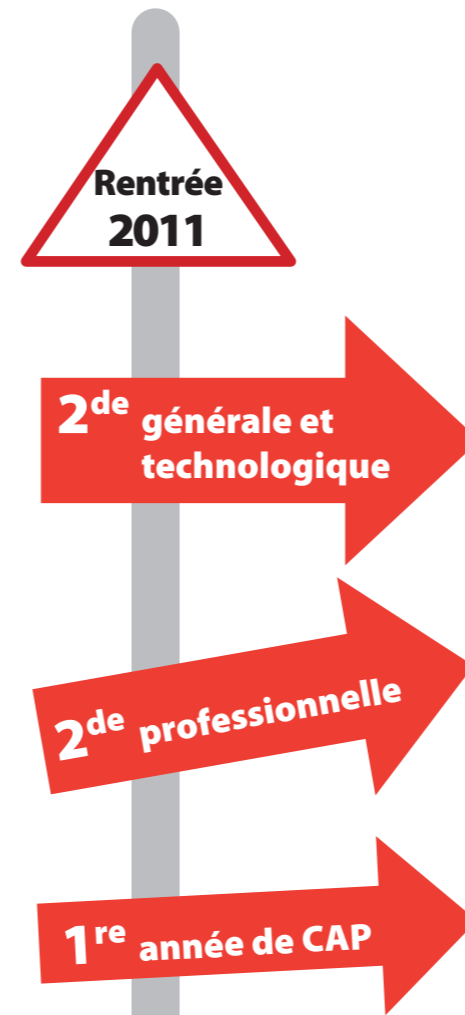 Rentrée
2011
2de générale et
technologique
2de professionnelle
1re année de CAP